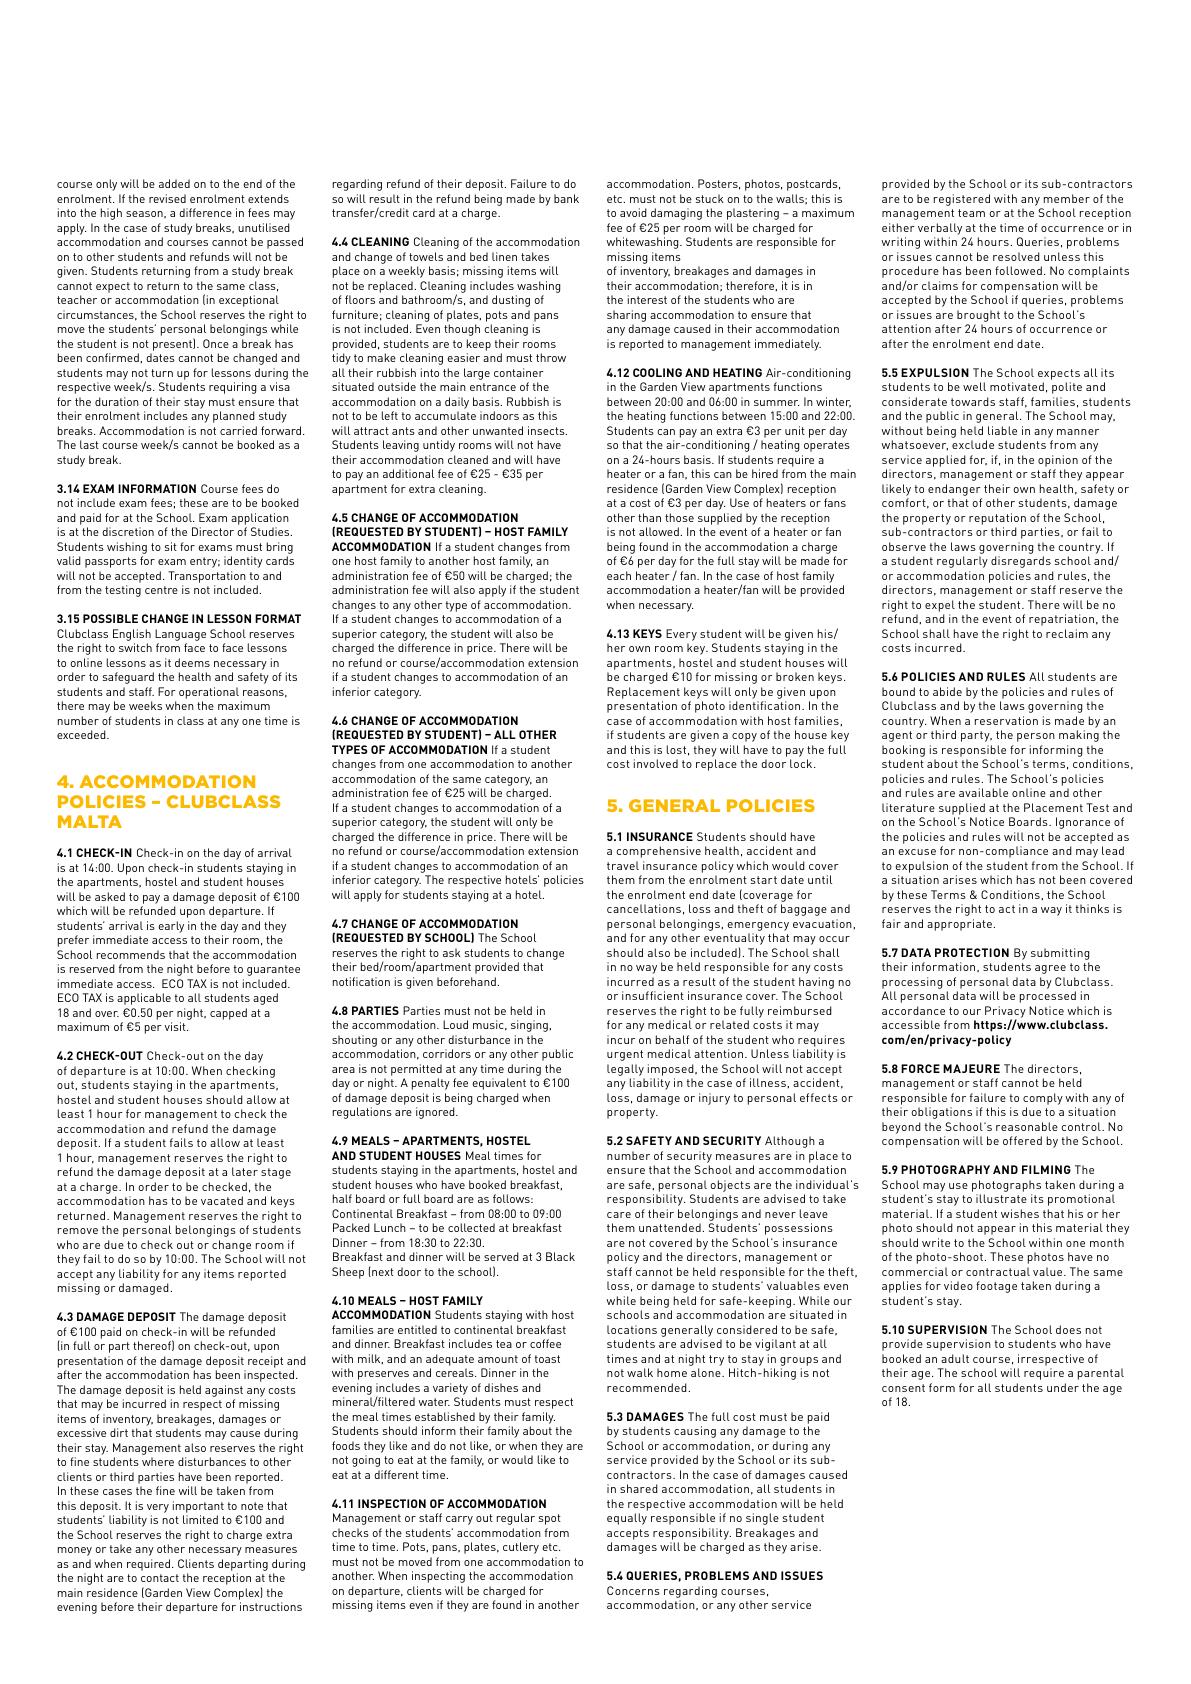 course only will be added on to the end of the
enrolment. If the revised enrolment extends
into the high season, a difference in fees may
apply. In the case of study breaks, unutilised
accommodation and courses cannot be passed
on to other students and refunds will not be
given. Students returning from a study break
cannot expect to return to the same class,
teacher or accommodation (in exceptional
circumstances, the School reserves the right to
move the students' personal belongings while
the student is not present). Once a break has
been confirmed, dates cannot be changed and
students may not turn up for lessons during the
respective week/s. Students requiring a visa
for the duration of their stay must ensure that
their enrolment includes any planned study
breaks. Accommodation is not carried forward.
The last course week/s cannot be booked as a
study break.
3.14 EXAM INFORMATION Course fees do
not include exam fees; these are to be booked
and paid for at the School. Exam application
is at the discretion of the Director of Studies.
Students wishing to sit for exams must bring
valid passports for exam entry; identity cards
will not be accepted. Transportation to and
from the testing centre is not included.
3.15 POSSIBLE CHANGE IN LESSON FORMAT
Clubclass English Language School reserves
the right to switch from face to face lessons
to online lessons as it deems necessary in
order to safeguard the health and safety of its
students and staff. For operational reasons,
there may be weeks when the maximum
number of students in class at any one time is
exceeded.
4. ACCOMMODATION
POLICIES – CLUBCLASS
MALTA
4.1 CHECK-IN Check-in on the day of arrival
is at 14:00. Upon check-in students staying in
the apartments, hostel and student houses
will be asked to pay a damage deposit of €100
which will be refunded upon departure. If
students' arrival is early in the day and they
prefer immediate access to their room, the
School recommends that the accommodation
is reserved from the night before to guarantee
immediate access.  ECO TAX is not included.
ECO TAX is applicable to all students aged
18 and over. €0.50 per night, capped at a
maximum of €5 per visit.
4.2 CHECK-OUT Check-out on the day
of departure is at 10:00. When checking
out, students staying in the apartments,
hostel and student houses should allow at
least 1 hour for management to check the
accommodation and refund the damage
deposit. If a student fails to allow at least
1 hour, management reserves the right to
refund the damage deposit at a later stage
at a charge. In order to be checked, the
accommodation has to be vacated and keys
returned. Management reserves the right to
remove the personal belongings of students
who are due to check out or change room if
they fail to do so by 10:00. The School will not
accept any liability for any items reported
missing or damaged.
4.3 DAMAGE DEPOSIT The damage deposit
of €100 paid on check-in will be refunded
(in full or part thereof) on check-out, upon
presentation of the damage deposit receipt and
after the accommodation has been inspected.
The damage deposit is held against any costs
that may be incurred in respect of missing
items of inventory, breakages, damages or
excessive dirt that students may cause during
their stay. Management also reserves the right
to fine students where disturbances to other
clients or third parties have been reported.
In these cases the fine will be taken from
this deposit. It is very important to note that
students' liability is not limited to €100 and
the School reserves the right to charge extra
money or take any other necessary measures
as and when required. Clients departing during
the night are to contact the reception at the
main residence (Garden View Complex) the
evening before their departure for instructions
regarding refund of their deposit. Failure to do
so will result in the refund being made by bank
transfer/credit card at a charge.
4.4 CLEANING Cleaning of the accommodation
and change of towels and bed linen takes
place on a weekly basis; missing items will
not be replaced. Cleaning includes washing
of floors and bathroom/s, and dusting of
furniture; cleaning of plates, pots and pans
is not included. Even though cleaning is
provided, students are to keep their rooms
tidy to make cleaning easier and must throw
all their rubbish into the large container
situated outside the main entrance of the
accommodation on a daily basis. Rubbish is
not to be left to accumulate indoors as this
will attract ants and other unwanted insects.
Students leaving untidy rooms will not have
their accommodation cleaned and will have
to pay an additional fee of €25 - €35 per
apartment for extra cleaning.
4.5 CHANGE OF ACCOMMODATION
(REQUESTED BY STUDENT) – HOST FAMILY
ACCOMMODATION If a student changes from
one host family to another host family, an
administration fee of €50 will be charged; the
administration fee will also apply if the student
changes to any other type of accommodation.
If a student changes to accommodation of a
superior category, the student will also be
charged the difference in price. There will be
no refund or course/accommodation extension
if a student changes to accommodation of an
inferior category.
4.6 CHANGE OF ACCOMMODATION
(REQUESTED BY STUDENT) – ALL OTHER
TYPES OF ACCOMMODATION If a student
changes from one accommodation to another
accommodation of the same category, an
administration fee of €25 will be charged.
If a student changes to accommodation of a
superior category, the student will only be
charged the difference in price. There will be
no refund or course/accommodation extension
if a student changes to accommodation of an
inferior category. The respective hotels' policies
will apply for students staying at a hotel.
4.7 CHANGE OF ACCOMMODATION
(REQUESTED BY SCHOOL) The School
reserves the right to ask students to change
their bed/room/apartment provided that
notification is given beforehand.
4.8 PARTIES Parties must not be held in
the accommodation. Loud music, singing,
shouting or any other disturbance in the
accommodation, corridors or any other public
area is not permitted at any time during the
day or night. A penalty fee equivalent to €100
of damage deposit is being charged when
regulations are ignored.
4.9 MEALS – APARTMENTS, HOSTEL
AND STUDENT HOUSES Meal times for
students staying in the apartments, hostel and
student houses who have booked breakfast,
half board or full board are as follows:
Continental Breakfast – from 08:00 to 09:00
Packed Lunch – to be collected at breakfast
Dinner – from 18:30 to 22:30.
Breakfast and dinner will be served at 3 Black
Sheep (next door to the school).
4.10 MEALS – HOST FAMILY
ACCOMMODATION Students staying with host
families are entitled to continental breakfast
and dinner. Breakfast includes tea or coffee
with milk, and an adequate amount of toast
with preserves and cereals. Dinner in the
evening includes a variety of dishes and
mineral/filtered water. Students must respect
the meal times established by their family.
Students should inform their family about the
foods they like and do not like, or when they are
not going to eat at the family, or would like to
eat at a different time.
4.11 INSPECTION OF ACCOMMODATION
Management or staff carry out regular spot
checks of the students' accommodation from
time to time. Pots, pans, plates, cutlery etc.
must not be moved from one accommodation to
another. When inspecting the accommodation
on departure, clients will be charged for
missing items even if they are found in another
accommodation. Posters, photos, postcards,
etc. must not be stuck on to the walls; this is
to avoid damaging the plastering – a maximum
fee of €25 per room will be charged for
whitewashing. Students are responsible for
missing items
of inventory, breakages and damages in
their accommodation; therefore, it is in
the interest of the students who are
sharing accommodation to ensure that
any damage caused in their accommodation
is reported to management immediately.
4.12 COOLING AND HEATING Air-conditioning
in the Garden View apartments functions
between 20:00 and 06:00 in summer. In winter,
the heating functions between 15:00 and 22:00.
Students can pay an extra €3 per unit per day
so that the air-conditioning / heating operates
on a 24-hours basis. If students require a
heater or a fan, this can be hired from the main
residence (Garden View Complex) reception
at a cost of €3 per day. Use of heaters or fans
other than those supplied by the reception
is not allowed. In the event of a heater or fan
being found in the accommodation a charge
of €6 per day for the full stay will be made for
each heater / fan. In the case of host family
accommodation a heater/fan will be provided
when necessary.
4.13 KEYS Every student will be given his/
her own room key. Students staying in the
apartments, hostel and student houses will
be charged €10 for missing or broken keys.
Replacement keys will only be given upon
presentation of photo identification. In the
case of accommodation with host families,
if students are given a copy of the house key
and this is lost, they will have to pay the full
cost involved to replace the door lock.
5. GENERAL POLICIES
5.1 INSURANCE Students should have
a comprehensive health, accident and
travel insurance policy which would cover
them from the enrolment start date until
the enrolment end date (coverage for
cancellations, loss and theft of baggage and
personal belongings, emergency evacuation,
and for any other eventuality that may occur
should also be included). The School shall
in no way be held responsible for any costs
incurred as a result of the student having no
or insufficient insurance cover. The School
reserves the right to be fully reimbursed
for any medical or related costs it may
incur on behalf of the student who requires
urgent medical attention. Unless liability is
legally imposed, the School will not accept
any liability in the case of illness, accident,
loss, damage or injury to personal effects or
property.
5.2 SAFETY AND SECURITY Although a
number of security measures are in place to
ensure that the School and accommodation
are safe, personal objects are the individual's
responsibility. Students are advised to take
care of their belongings and never leave
them unattended. Students' possessions
are not covered by the School's insurance
policy and the directors, management or
staff cannot be held responsible for the theft,
loss, or damage to students' valuables even
while being held for safe-keeping. While our
schools and accommodation are situated in
locations generally considered to be safe,
students are advised to be vigilant at all
times and at night try to stay in groups and
not walk home alone. Hitch-hiking is not
recommended.
5.3 DAMAGES The full cost must be paid
by students causing any damage to the
School or accommodation, or during any
service provided by the School or its sub-
contractors. In the case of damages caused
in shared accommodation, all students in
the respective accommodation will be held
equally responsible if no single student
accepts responsibility. Breakages and
damages will be charged as they arise.
5.4 QUERIES, PROBLEMS AND ISSUES
Concerns regarding courses,
accommodation, or any other service
provided by the School or its sub-contractors
are to be registered with any member of the
management team or at the School reception
either verbally at the time of occurrence or in
writing within 24 hours. Queries, problems
or issues cannot be resolved unless this
procedure has been followed. No complaints
and/or claims for compensation will be
accepted by the School if queries, problems
or issues are brought to the School's
attention after 24 hours of occurrence or
after the enrolment end date.
5.5 EXPULSION The School expects all its
students to be well motivated, polite and
considerate towards staff, families, students
and the public in general. The School may,
without being held liable in any manner
whatsoever, exclude students from any
service applied for, if, in the opinion of the
directors, management or staff they appear
likely to endanger their own health, safety or
comfort, or that of other students, damage
the property or reputation of the School,
sub-contractors or third parties, or fail to
observe the laws governing the country. If
a student regularly disregards school and/
or accommodation policies and rules, the
directors, management or staff reserve the
right to expel the student. There will be no
refund, and in the event of repatriation, the
School shall have the right to reclaim any
costs incurred.
5.6 POLICIES AND RULES All students are
bound to abide by the policies and rules of
Clubclass and by the laws governing the
country. When a reservation is made by an
agent or third party, the person making the
booking is responsible for informing the
student about the School's terms, conditions,
policies and rules. The School's policies
and rules are available online and other
literature supplied at the Placement Test and
on the School's Notice Boards. Ignorance of
the policies and rules will not be accepted as
an excuse for non-compliance and may lead
to expulsion of the student from the School. If
a situation arises which has not been covered
by these Terms & Conditions, the School
reserves the right to act in a way it thinks is
fair and appropriate.
5.7 DATA PROTECTION By submitting
their information, students agree to the
processing of personal data by Clubclass.
All personal data will be processed in
accordance to our Privacy Notice which is
accessible from https://www.clubclass.
com/en/privacy-policy
5.8 FORCE MAJEURE The directors,
management or staff cannot be held
responsible for failure to comply with any of
their obligations if this is due to a situation
beyond the School's reasonable control. No
compensation will be offered by the School.
5.9 PHOTOGRAPHY AND FILMING The
School may use photographs taken during a
student's stay to illustrate its promotional
material. If a student wishes that his or her
photo should not appear in this material they
should write to the School within one month
of the photo-shoot. These photos have no
commercial or contractual value. The same
applies for video footage taken during a
student's stay.
5.10 SUPERVISION The School does not
provide supervision to students who have
booked an adult course, irrespective of
their age. The school will require a parental
consent form for all students under the age
of 18.